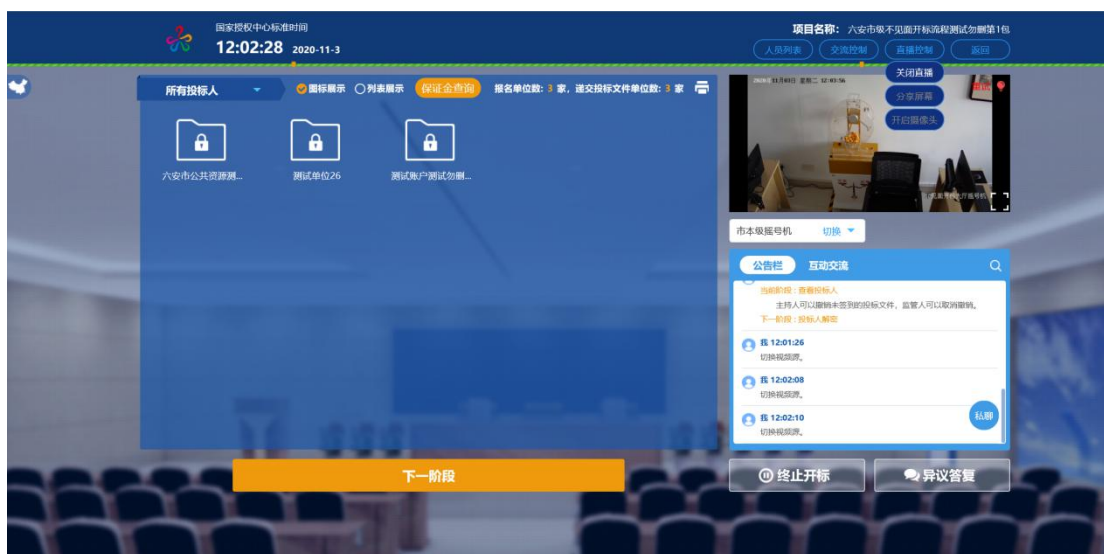 国家授权中心标准时间
12:02:28 2020-11-3
项目名称： 六安市级不见面开标流程测试勿删第1包
人员列表 交流控制 直播控制 返回
关闭直播
分享屏幕
开启摄像头
所有投标人
图标展示 列表展示 保证金查询 报名单位数: 3 家，递交投标文件单位数: 3 家
六安市公共资源测...
测试单位26
测试账户测试勿删...
市本级摇号机 切换
公告栏 互动交流
当前阶段：查看投标人
主持人可以撤销未签到的投标文件，监管人可以取消撤销。
下一阶段：投标人解密
我 12:01:26
切换视频源。
我 12:02:08
切换视频源。
我 12:02:10
切换视频源。
私聊
下一阶段
终止开标
异议答复